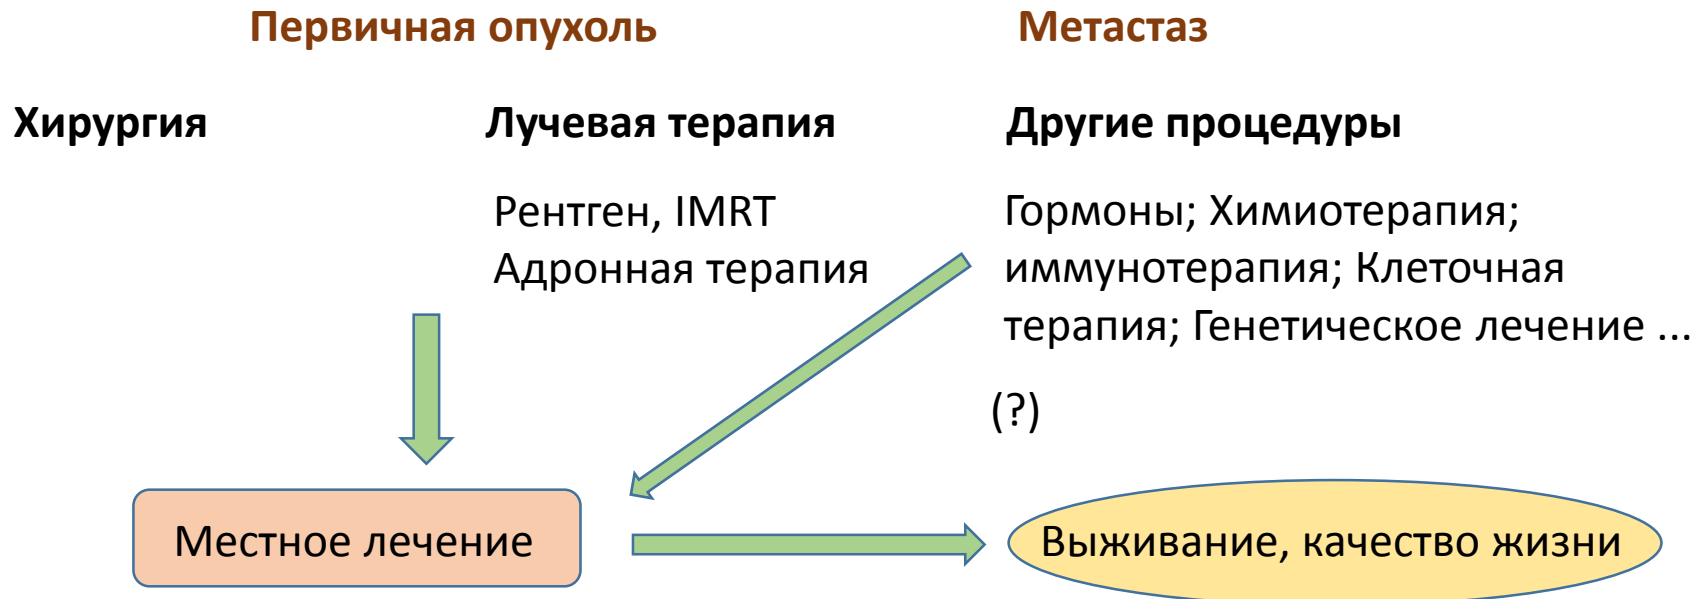 Первичная опухоль
Метастаз
Хирургия
Лучевая терапия
Другие процедуры
Рентген, IMRT
Адронная терапия
Гормоны; Химиотерапия;
иммунотерапия; Клеточная
терапия; Генетическое лечение ...
(?)
Местное лечение
Выживание, качество жизни